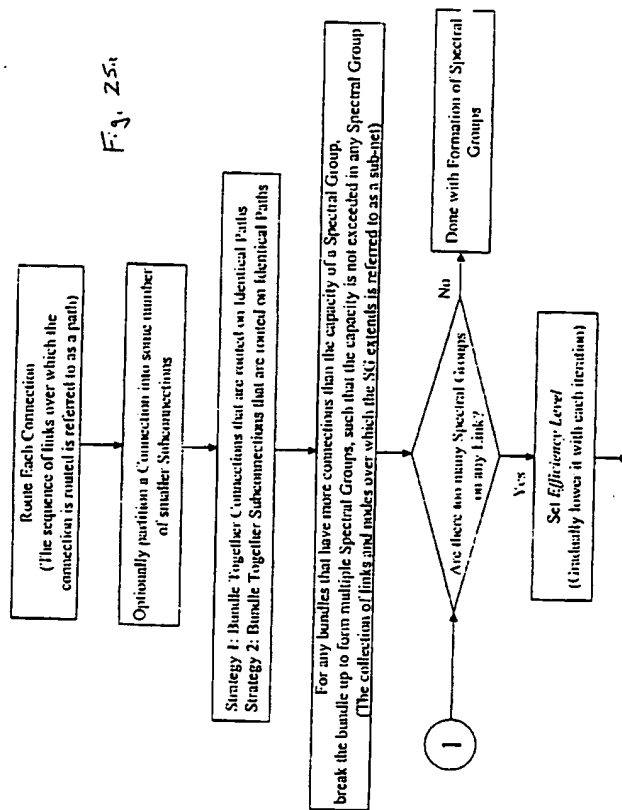 Fig. 25a
Route Each Connection
(The sequence of links over which the
connection is routed is referred to as a path)
Optionally partition a Connection into some number
of smaller Subconnections
Strategy 1: Bundle Together Connections that are routed on Identical Paths
Strategy 2: Bundle Together Subconnections that are routed on Identical Paths
For any bundles that have more connections than the capacity of a Spectral Group,
break the bundle up to form multiple Spectral Groups, such that the capacity is not exceeded in any Spectral Group
(The collection of links and nodes over which the SG extends is referred to as a sub-net)
1
Are there too many Spectral Groups
on any Link?
No
Done with Formation of Spectral
Groups
Yes
Set Efficiency Level
(Gradually lower it with each iteration)